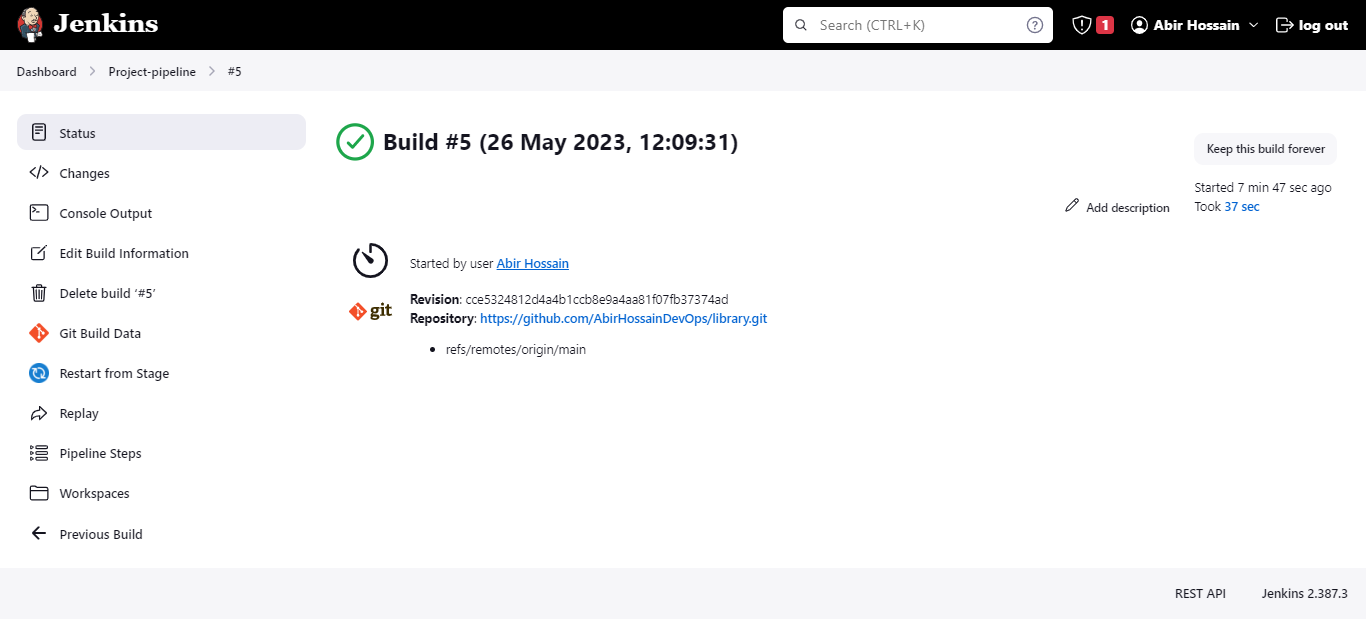 Jenkins
Search (CTRL+K)
1
Abir Hossain
log out
Dashboard
Project-pipeline
#5
Status
Changes
Console Output
Edit Build Information
Delete build ‘#5’
Git Build Data
Restart from Stage
Replay
Pipeline Steps
Workspaces
Previous Build
Build #5 (26 May 2023, 12:09:31)
Keep this build forever
Started 7 min 47 sec ago
Took 37 sec
Add description
Started by user Abir Hossain
git
Revision: cce5324812d4a4b1ccb8e9a4aa81f07fb37374ad
Repository: https://github.com/AbirHossainDevOps/library.git
refs/remotes/origin/main
REST API
Jenkins 2.387.3